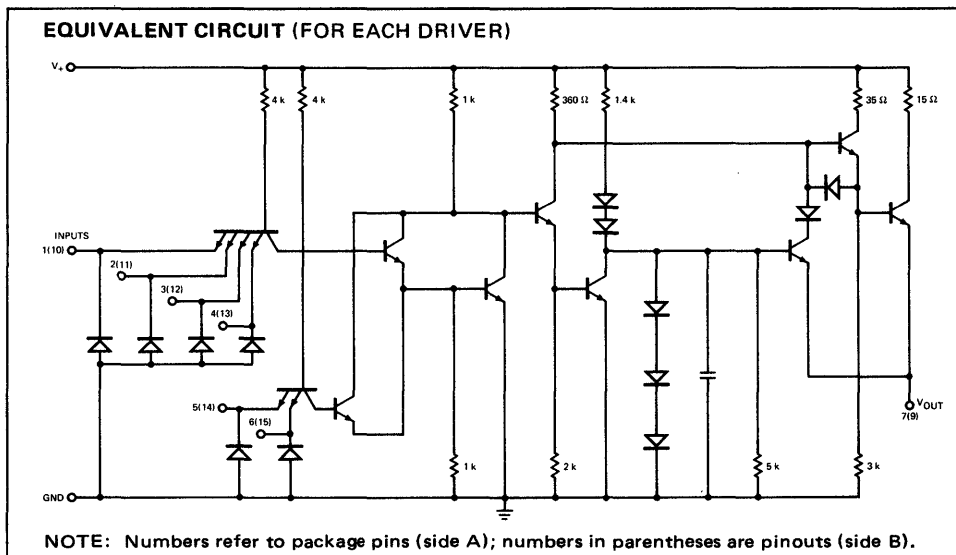 EQUIVALENT CIRCUIT (FOR EACH DRIVER)
V+
4 k
4 k
1 k
360 Ω
1.4 k
35 Ω
15 Ω
INPUTS
1(10)
2(11)
3(12)
4(13)
5(14)
6(15)
VOUT
7(9)
1 k
2 k
5 k
3 k
GND
NOTE: Numbers refer to package pins (side A); numbers in parentheses are pinouts (side B).